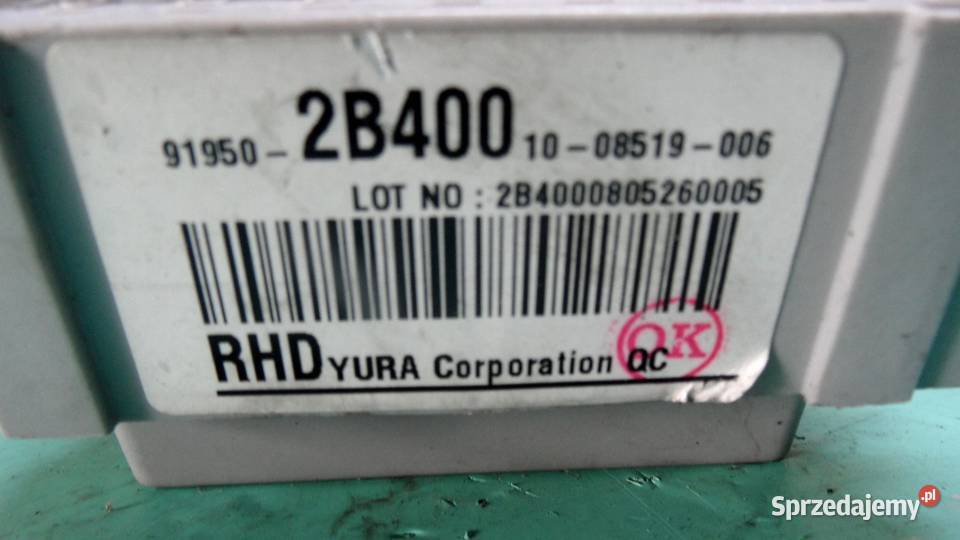 91950-2B400 10-08519-006
LOT NO : 2B4000805260005
RHD YURA Corporation QC
OK
Sprzedajemy.pl